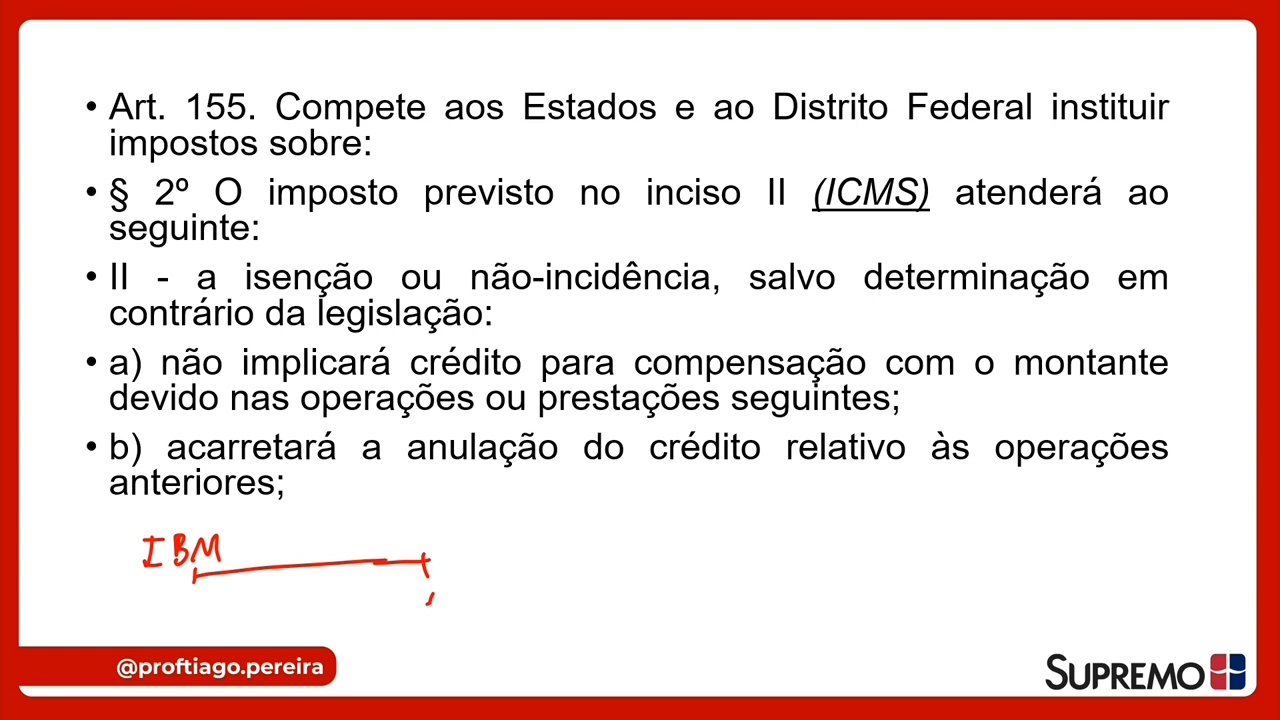 • Art. 155. Compete aos Estados e ao Distrito Federal instituir
impostos sobre:
• § 2º O imposto previsto no inciso II (ICMS) atenderá ao
seguinte:
• II - a isenção ou não-incidência, salvo determinação em
contrário da legislação:
• a) não implicará crédito para compensação com o montante
devido nas operações ou prestações seguintes;
• b) acarretará a anulação do crédito relativo às operações
anteriores;
IBM
@proftiago.pereira
SUPREMO